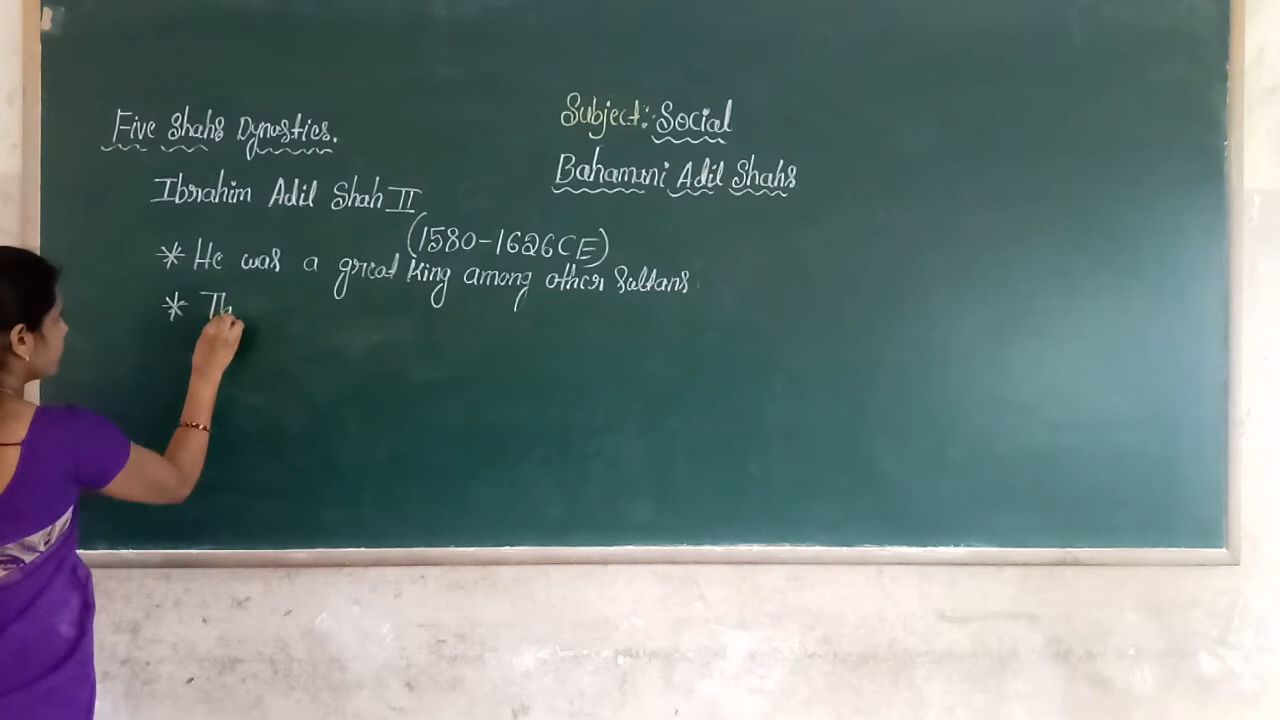 Subject: Social
Bahamani Adil Shahs
Five Shahs Dynasties.
Ibrahim Adil Shah II
(1580-1626CE)
* He was a great king among other Sultans.
* Th